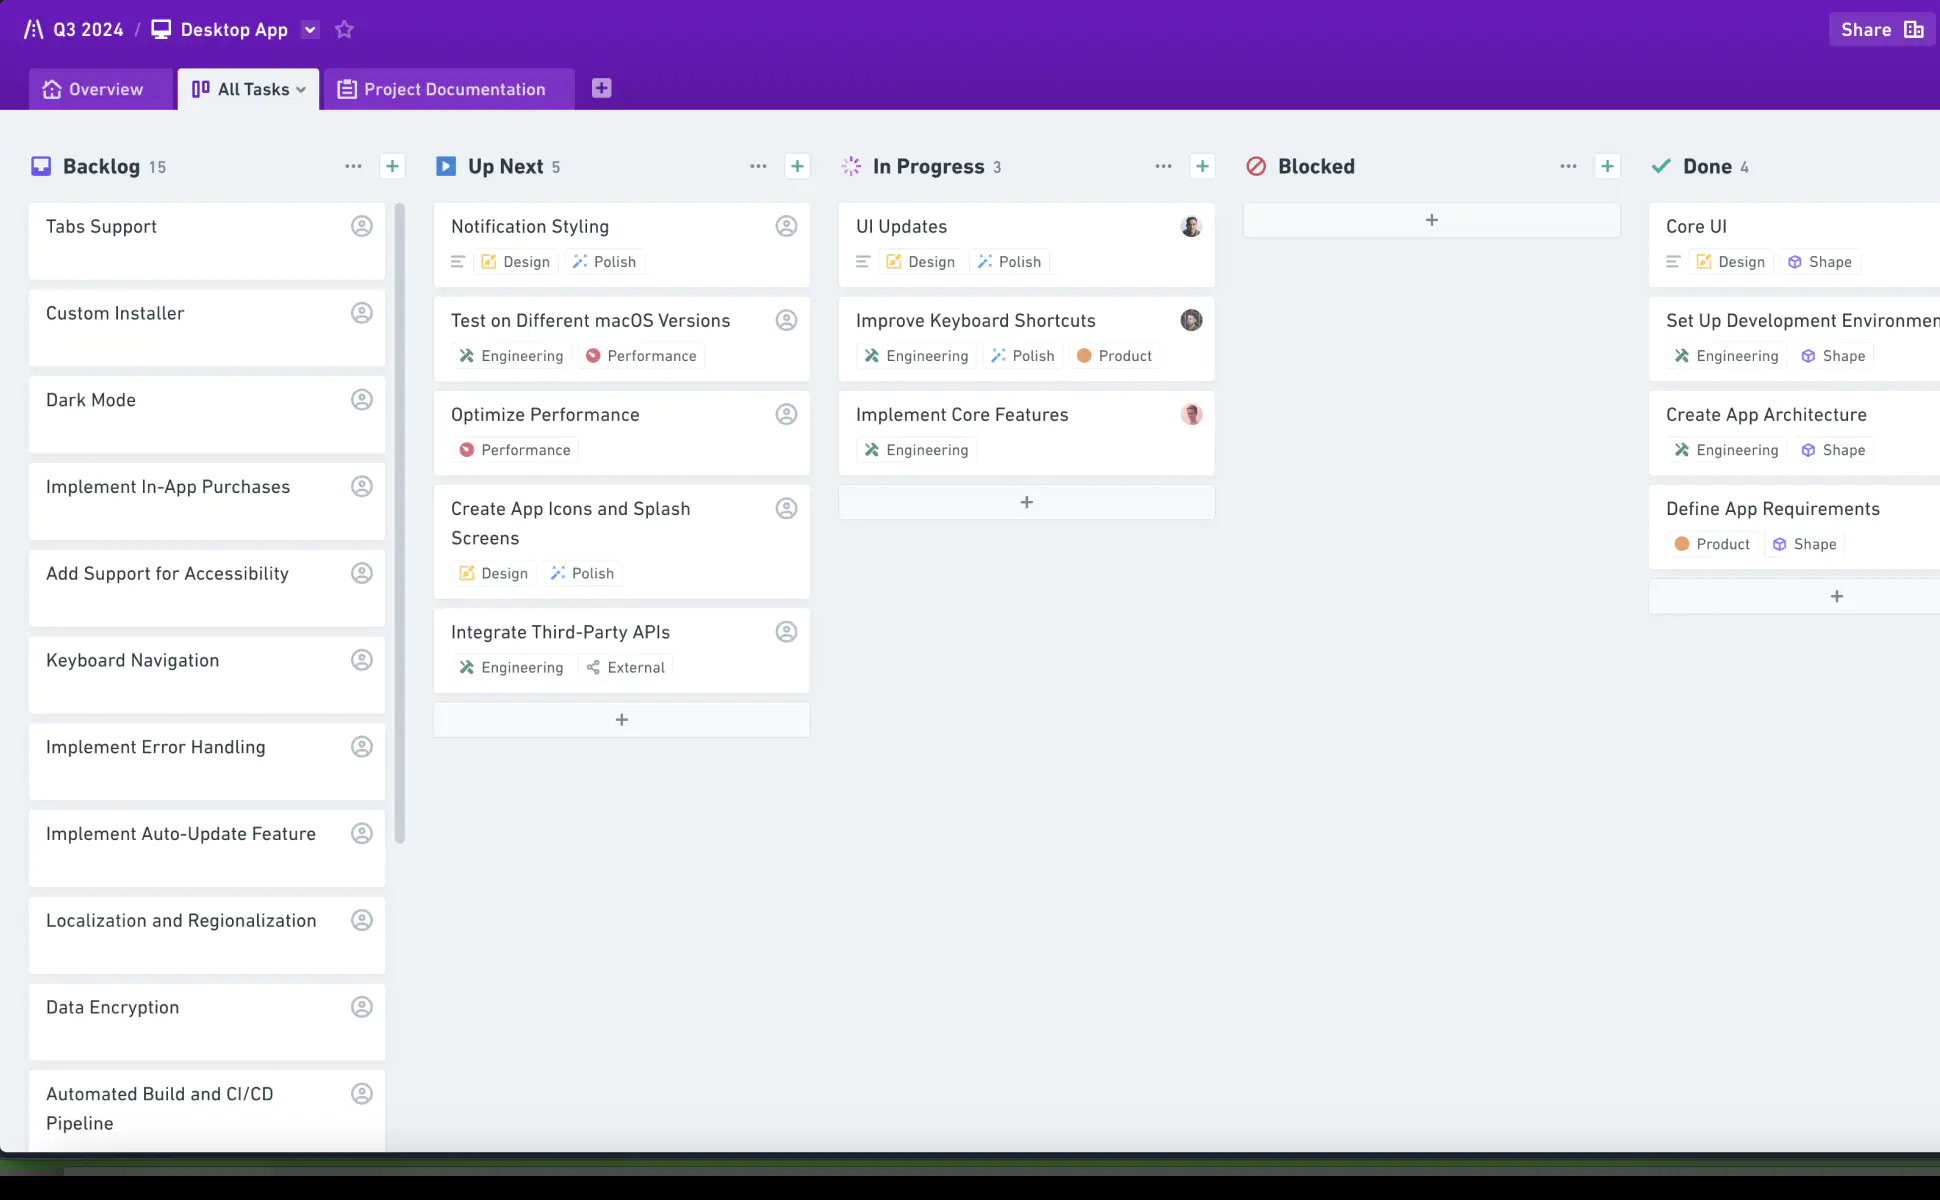 Q3 2024 / Desktop App
Share
Overview
All Tasks
Project Documentation
Backlog 15
Tabs Support
Custom Installer
Dark Mode
Implement In-App Purchases
Add Support for Accessibility
Keyboard Navigation
Implement Error Handling
Implement Auto-Update Feature
Localization and Regionalization
Data Encryption
Automated Build and CI/CD
Pipeline
Up Next 5
Notification Styling
Design Polish
Test on Different macOS Versions
Engineering Performance
Optimize Performance
Performance
Create App Icons and Splash
Screens
Design Polish
Integrate Third-Party APIs
Engineering External
In Progress 3
UI Updates
Design Polish
Improve Keyboard Shortcuts
Engineering Polish Product
Implement Core Features
Engineering
Blocked
Done 4
Core UI
Design Shape
Set Up Development Environmen
Engineering Shape
Create App Architecture
Engineering Shape
Define App Requirements
Product Shape